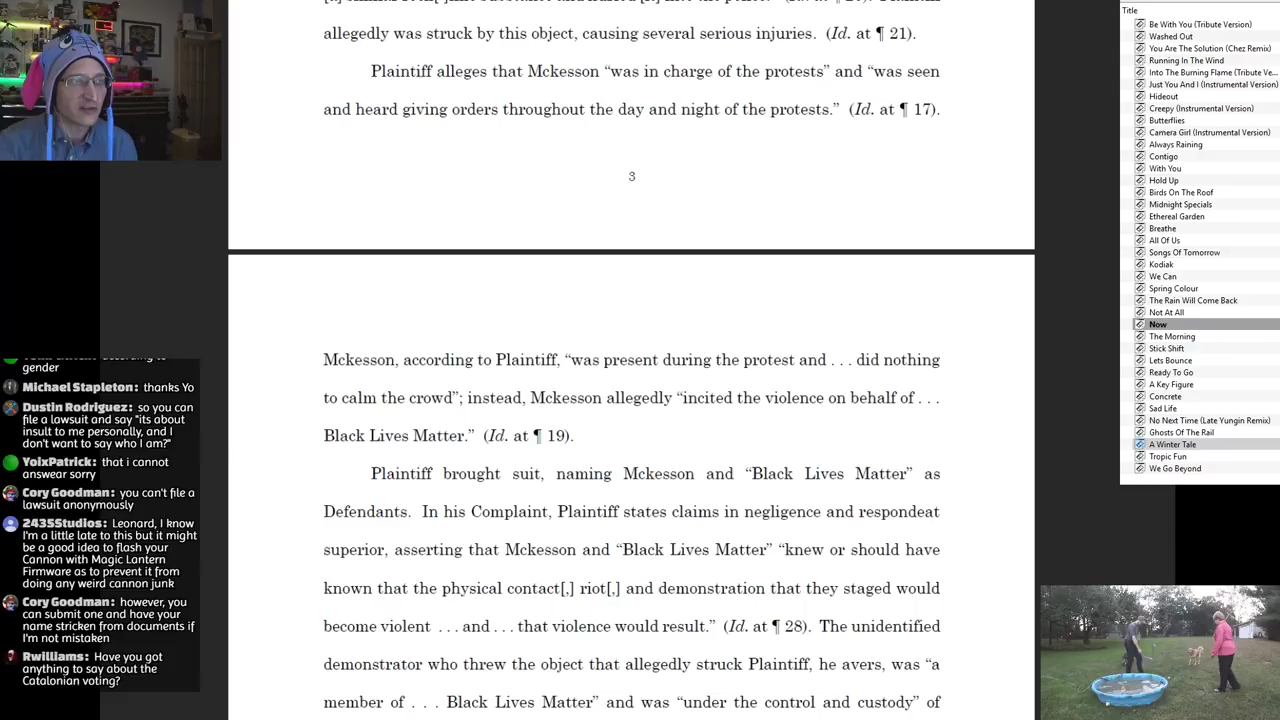 allegedly was struck by this object, causing several serious injuries. (Id. at ¶ 21).
Plaintiff alleges that Mckesson “was in charge of the protests” and “was seen
and heard giving orders throughout the day and night of the protests.” (Id. at ¶ 17).
3
Mckesson, according to Plaintiff, “was present during the protest and . . . did nothing
to calm the crowd”; instead, Mckesson allegedly “incited the violence on behalf of . . .
Black Lives Matter.” (Id. at ¶ 19).
Plaintiff brought suit, naming Mckesson and “Black Lives Matter” as
Defendants. In his Complaint, Plaintiff states claims in negligence and respondeat
superior, asserting that Mckesson and “Black Lives Matter” “knew or should have
known that the physical contact[,] riot[,] and demonstration that they staged would
become violent . . . and . . . that violence would result.” (Id. at ¶ 28). The unidentified
demonstrator who threw the object that allegedly struck Plaintiff, he avers, was “a
member of . . . Black Lives Matter” and was “under the control and custody” of
gender
Michael Stapleton: thanks Yo
Dustin Rodriguez: so you can
file a lawsuit and say "its about
insult to me personally, and I
don't want to say who I am?"
YoixPatrick: that i cannot
answear sorry
Cory Goodman: you can't file a
lawsuit anonymously
2435Studios: Leonard, I know
I'm a little late to this but it might
be a good idea to flash your
Cannon with Magic Lantern
Firmware as to prevent it from
doing any weird cannon junk
Cory Goodman: however, you
can submit one and have your
name stricken from documents if
I'm not mistaken
Rwilliams: Have you got
anything to say about the
Catalonian voting?
Title
Be With You (Tribute Version)
Washed Out
You Are The Solution (Chez Remix)
Running In The Wind
Into The Burning Flame (Tribute Ve...
Just You And I (Instrumental Version)
Hideout
Creepy (Instrumental Version)
Butterflies
Camera Girl (Instrumental Version)
Always Raining
Contigo
With You
Hold Up
Birds On The Roof
Midnight Specials
Ethereal Garden
Breathe
All Of Us
Songs Of Tomorrow
Kodiak
We Can
Spring Colour
The Rain Will Come Back
Not At All
Now
The Morning
Stick Shift
Lets Bounce
Ready To Go
A Key Figure
Concrete
Sad Life
No Next Time (Late Yungin Remix)
Ghosts Of The Rail
A Winter Tale
Tropic Fun
We Go Beyond